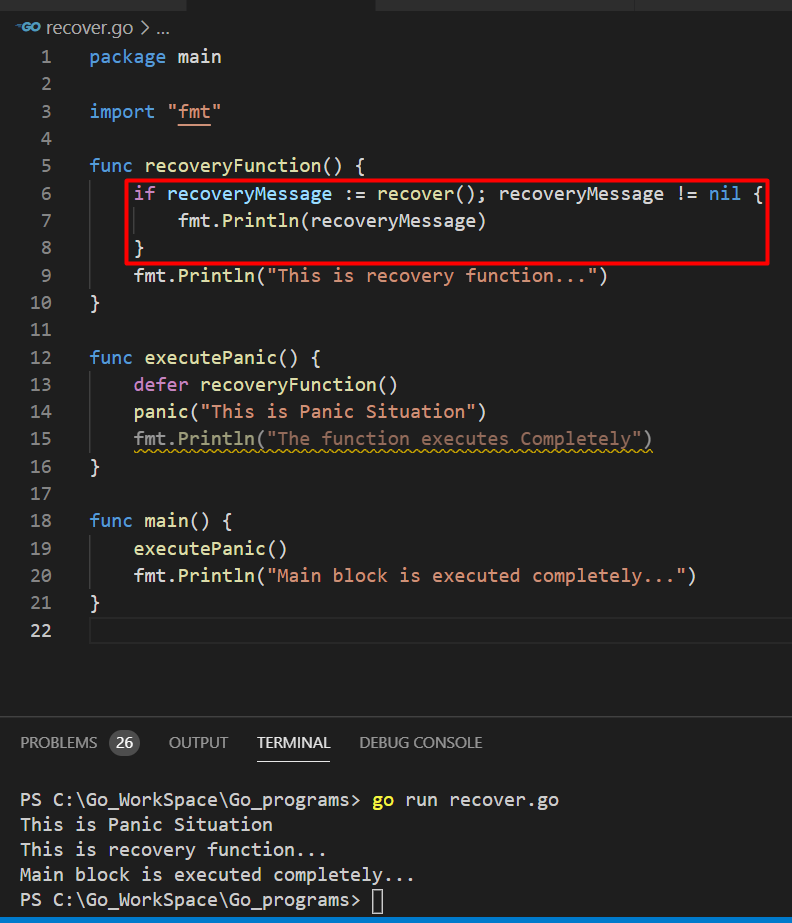 GO recover.go > ...
1 package main
2
3 import "fmt"
4
5 func recoveryFunction() {
6 if recoveryMessage := recover(); recoveryMessage != nil {
7 fmt.Println(recoveryMessage)
8 }
9 fmt.Println("This is recovery function...")
10 }
11
12 func executePanic() {
13 defer recoveryFunction()
14 panic("This is Panic Situation")
15 fmt.Println("The function executes Completely")
16 }
17
18 func main() {
19 executePanic()
20 fmt.Println("Main block is executed completely...")
21 }
22
PROBLEMS 26 OUTPUT TERMINAL DEBUG CONSOLE
PS C:\Go_WorkSpace\Go_programs> go run recover.go
This is Panic Situation
This is recovery function...
Main block is executed completely...
PS C:\Go_WorkSpace\Go_programs>